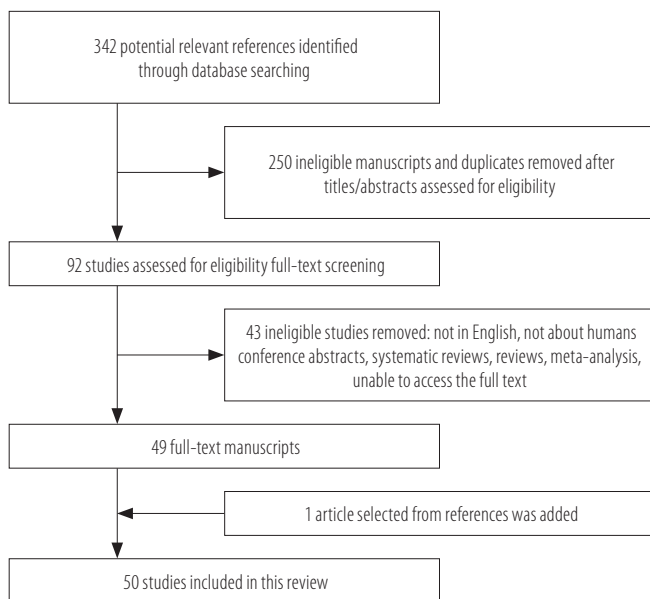 342 potential relevant references identified
through database searching
250 ineligible manuscripts and duplicates removed after
titles/abstracts assessed for eligibility
92 studies assessed for eligibility full-text screening
43 ineligible studies removed: not in English, not about humans
conference abstracts, systematic reviews, reviews, meta-analysis,
unable to access the full text
49 full-text manuscripts
1 article selected from references was added
50 studies included in this review